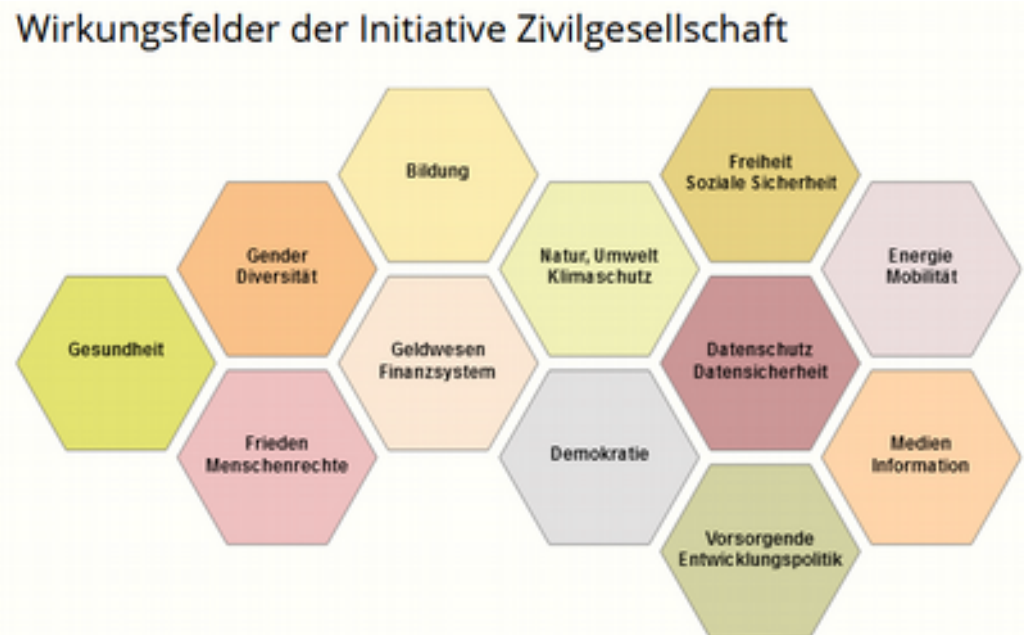 Wirkungsfelder der Initiative Zivilgesellschaft
Bildung
Freiheit
Soziale Sicherheit
Gender
Diversität
Natur, Umwelt
Klimaschutz
Energie
Mobilität
Gesundheit
Geldwesen
Finanzsystem
Datenschutz
Datensicherheit
Frieden
Menschenrechte
Demokratie
Medien
Information
Vorsorgende
Entwicklungspolitik